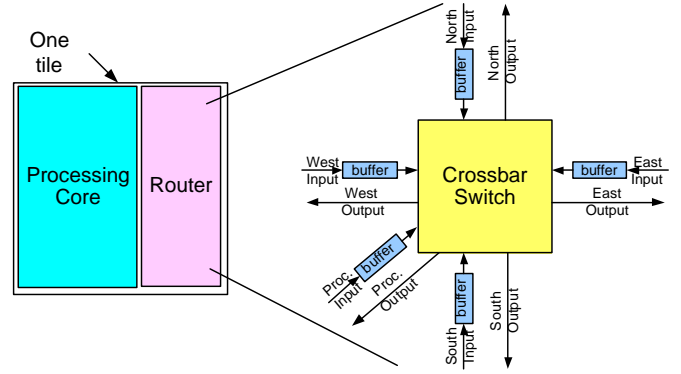 One
tile
Processing
Core
Router
North
Input
buffer
North
Output
West
Input
buffer
West
Output
Crossbar
Switch
buffer
East
Input
East
Output
Proc.
Input
buffer
Proc.
Output
buffer
South
Input
South
Output